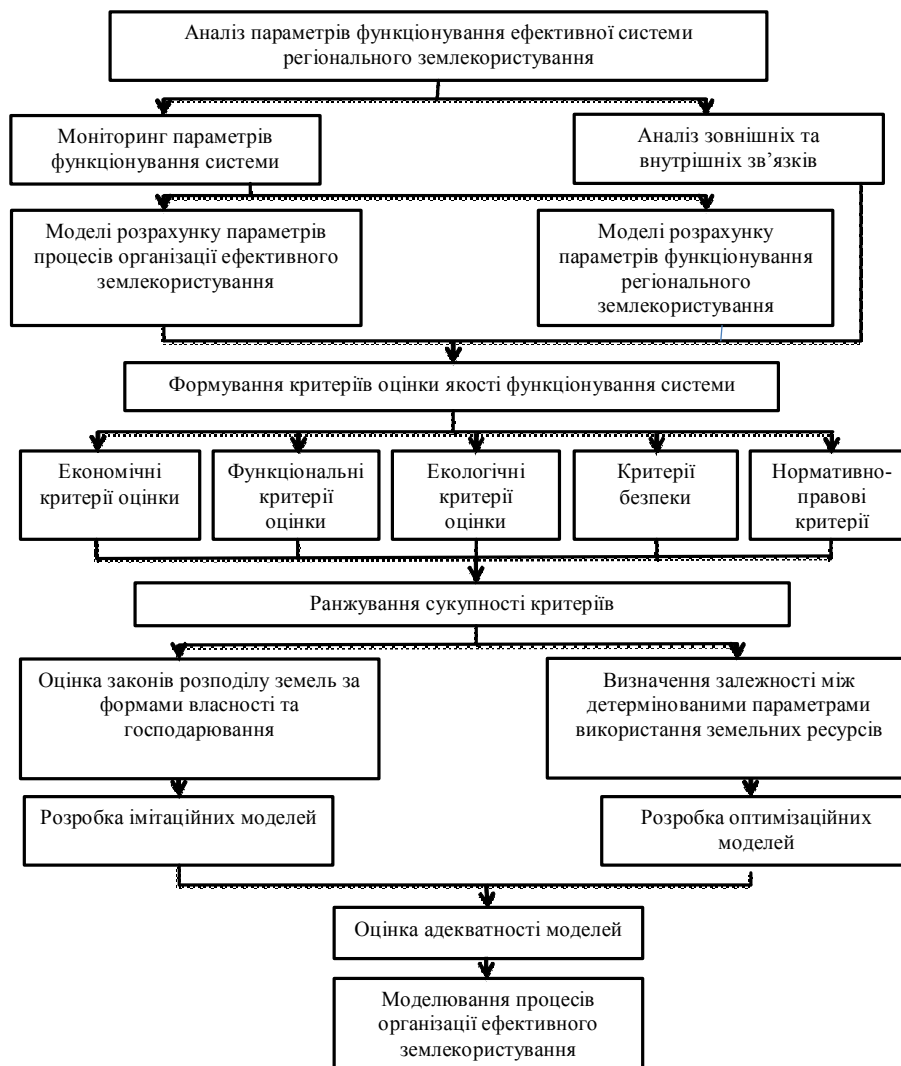 Аналіз параметрів функціонування ефективної системи
регіонального землекористування
Моніторинг параметрів
функціонування системи
Аналіз зовнішніх та
внутрішніх зв’язків
Моделі розрахунку параметрів
процесів організації ефективного
землекористування
Моделі розрахунку
параметрів функціонування
регіонального
землекористування
Формування критеріїв оцінки якості функціонування системи
Економічні
критерії оцінки
Функціональні
критерії
оцінки
Екологічні
критерії
оцінки
Критерії
безпеки
Нормативно-
правові
критерії
Ранжування сукупності критеріїв
Оцінка законів розподілу земель за
формами власності та
господарювання
Визначення залежності між
детермінованими параметрами
використання земельних ресурсів
Розробка імітаційних моделей
Розробка оптимізаційних
моделей
Оцінка адекватності моделей
Моделювання процесів
організації ефективного
землекористування